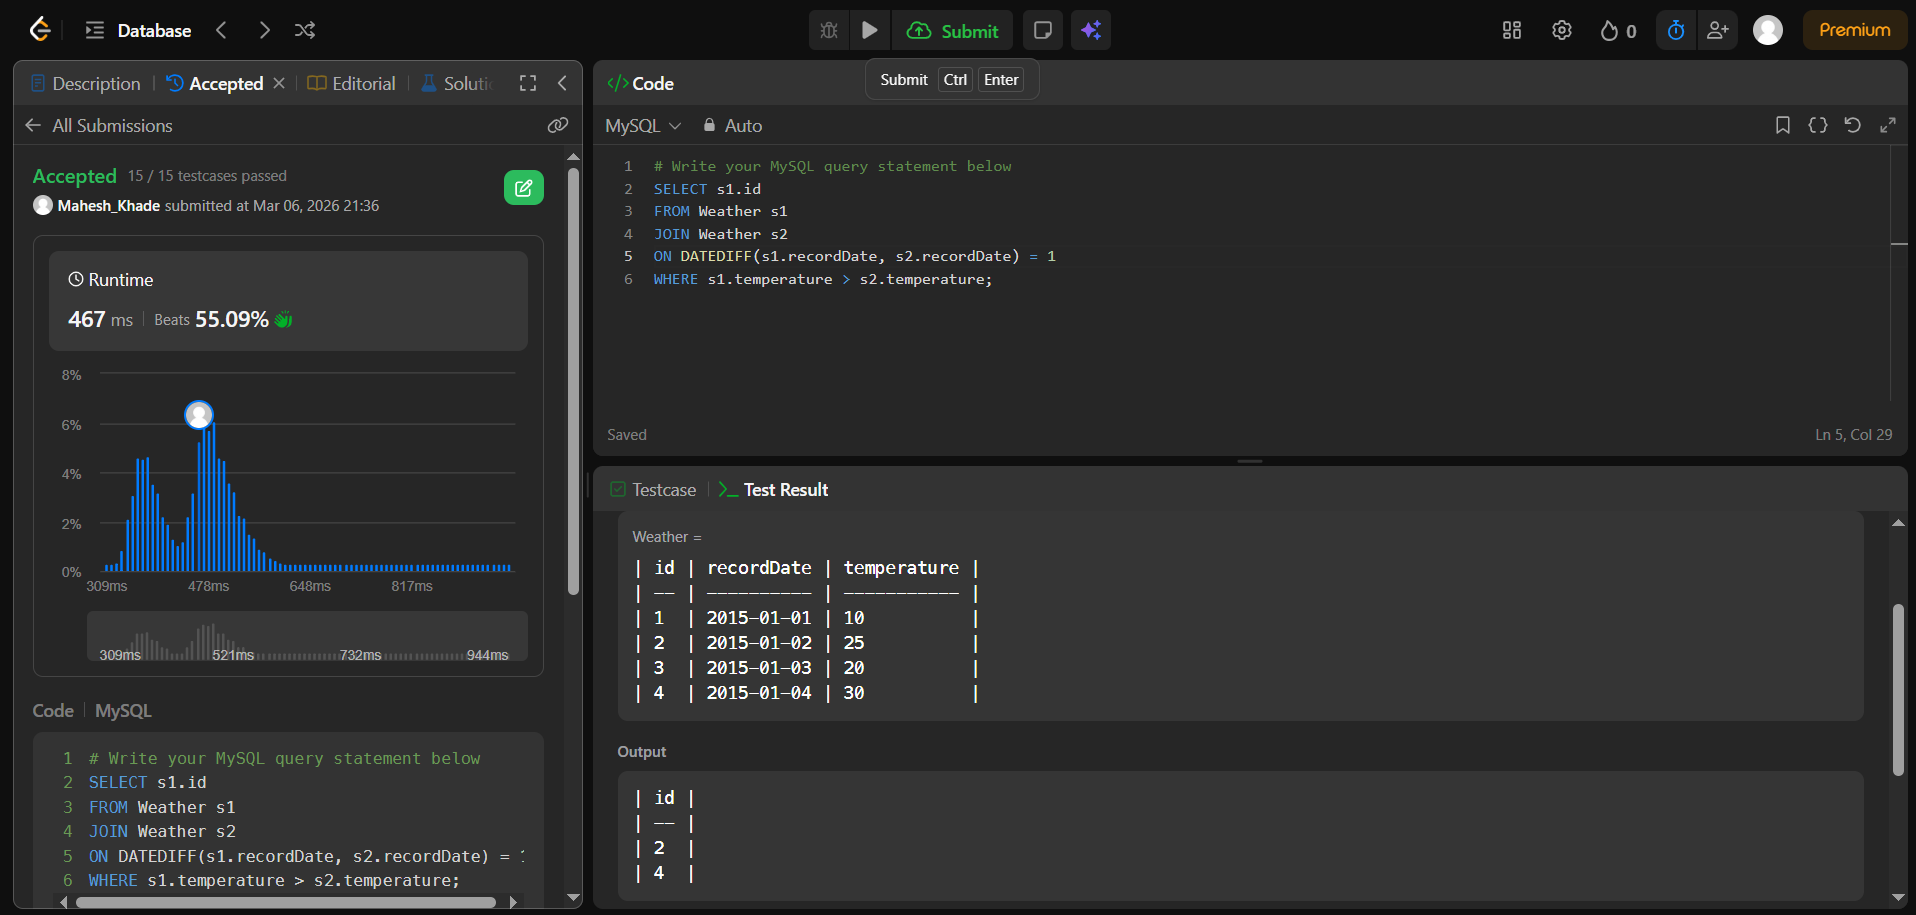 Database
Submit
0
Premium
Description
Accepted
Editorial
Soluti
Code
Submit Ctrl Enter
All Submissions
MySQL
Auto
Accepted 15 / 15 testcases passed
Mahesh_Khade submitted at Mar 06, 2026 21:36
Runtime
467 ms Beats 55.09%
8%
6%
4%
2%
0%
309ms 478ms 648ms 817ms
309ms 521ms 732ms 944ms
Code MySQL
1 # Write your MySQL query statement below
2 SELECT s1.id
3 FROM Weather s1
4 JOIN Weather s2
5 ON DATEDIFF(s1.recordDate, s2.recordDate) = 1
6 WHERE s1.temperature > s2.temperature;
1 # Write your MySQL query statement below
2 SELECT s1.id
3 FROM Weather s1
4 JOIN Weather s2
5 ON DATEDIFF(s1.recordDate, s2.recordDate) = 1
6 WHERE s1.temperature > s2.temperature;
Saved
Ln 5, Col 29
Testcase
>_ Test Result
Weather =
| id | recordDate | temperature |
| -- | ---------- | ----------- |
| 1 | 2015-01-01 | 10 |
| 2 | 2015-01-02 | 25 |
| 3 | 2015-01-03 | 20 |
| 4 | 2015-01-04 | 30 |
Output
| id |
| -- |
| 2 |
| 4 |